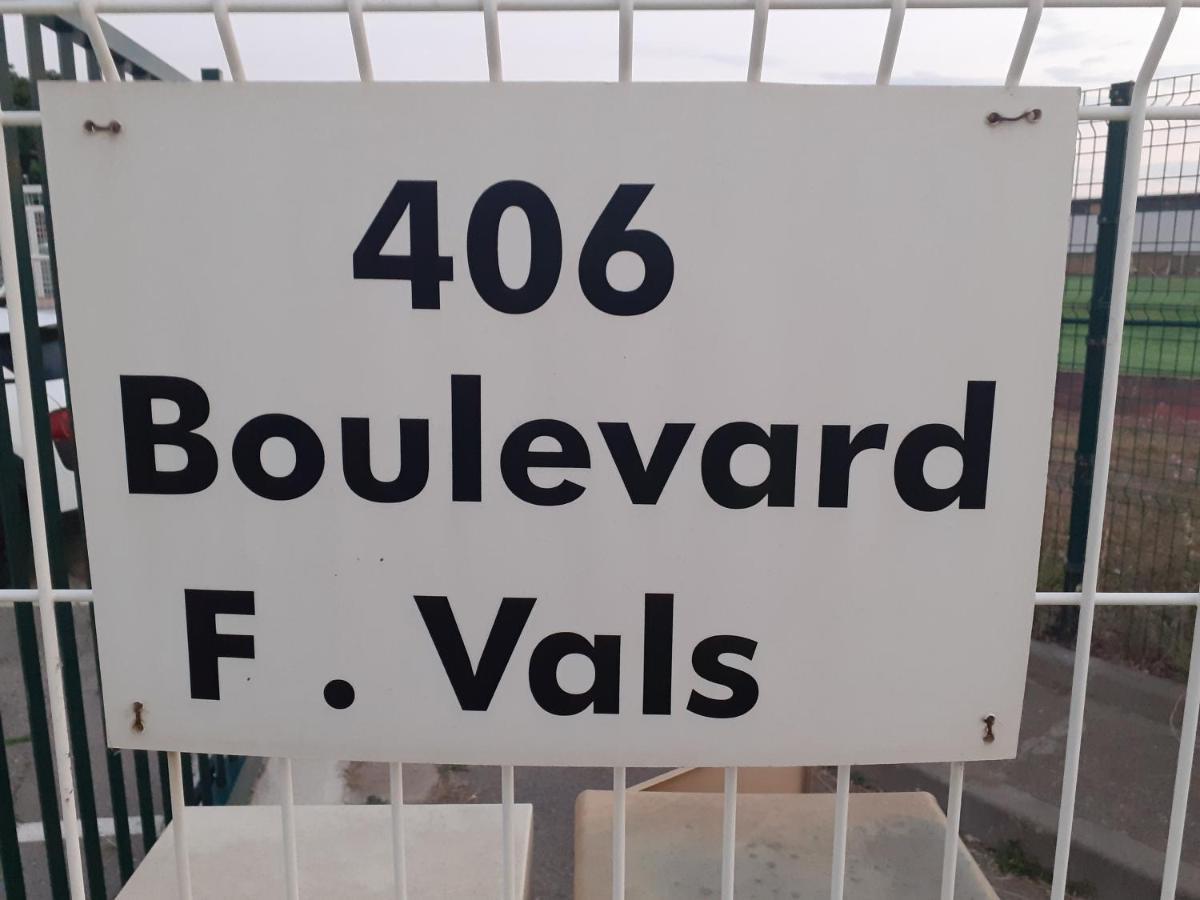 406
Boulevard
F . Vals